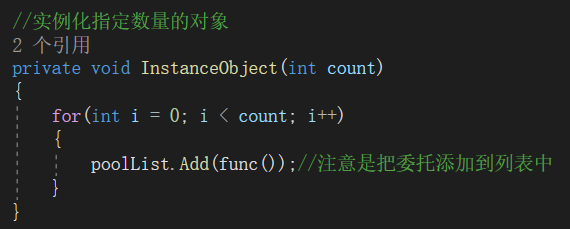 //实例化指定数量的对象
2 个引用
private void InstanceObject(int count)
{
for(int i = 0; i < count; i++)
{
poolList.Add(func());//注意是把委托添加到列表中
}
}